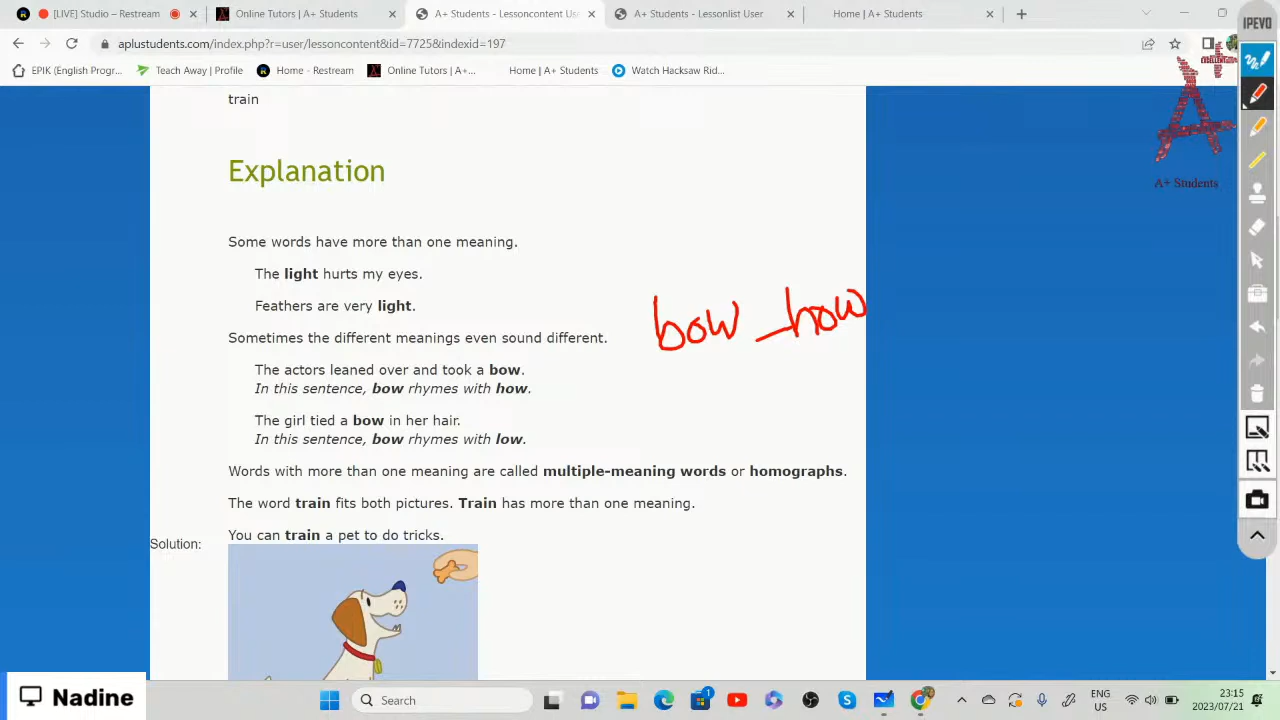 [LIVE] Studio – Restream
Online Tutors | A+ Students
A+ Students - Lessoncontent Use
A+ Students - Lessonlist User
Home | A+ Students
IPEVO
aplustudents.com/index.php?r=user/lessoncontent&id=7725&indexid=197
EPIK (English Progr...
Teach Away | Profile
Home - Restream
Online Tutors | A+...
Home | A+ Students
Watch Hacksaw Rid...
train
A+ Students
Explanation
Some words have more than one meaning.
The light hurts my eyes.
Feathers are very light.
bow _how
Sometimes the different meanings even sound different.
The actors leaned over and took a bow.
In this sentence, bow rhymes with how.
The girl tied a bow in her hair.
In this sentence, bow rhymes with low.
Words with more than one meaning are called multiple-meaning words or homographs.
The word train fits both pictures. Train has more than one meaning.
You can train a pet to do tricks.
Solution:
Nadine
Search
ENG
US
23:15
2023/07/21